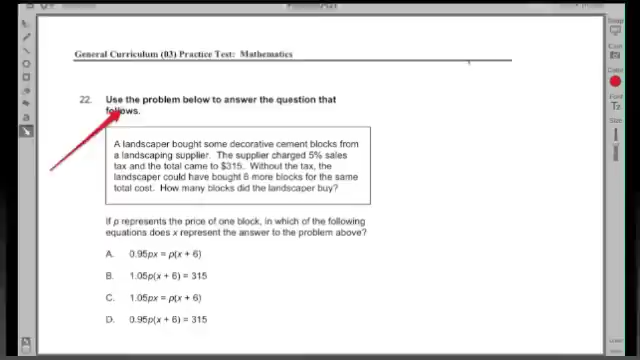 General Curriculum (03) Practice Test: Mathematics
22. Use the problem below to answer the question that
follows.
A landscaper bought some decorative cement blocks from
a landscaping supplier. The supplier charged 5% sales
tax and the total came to $315. Without the tax, the
landscaper could have bought 6 more blocks for the same
total cost. How many blocks did the landscaper buy?
If p represents the price of one block, in which of the following
equations does x represent the answer to the problem above?
A. 0.95px = p(x + 6)
B. 1.05p(x + 6) = 315
C. 1.05px = p(x + 6)
D. 0.95p(x + 6) = 315
Color
Font
Size